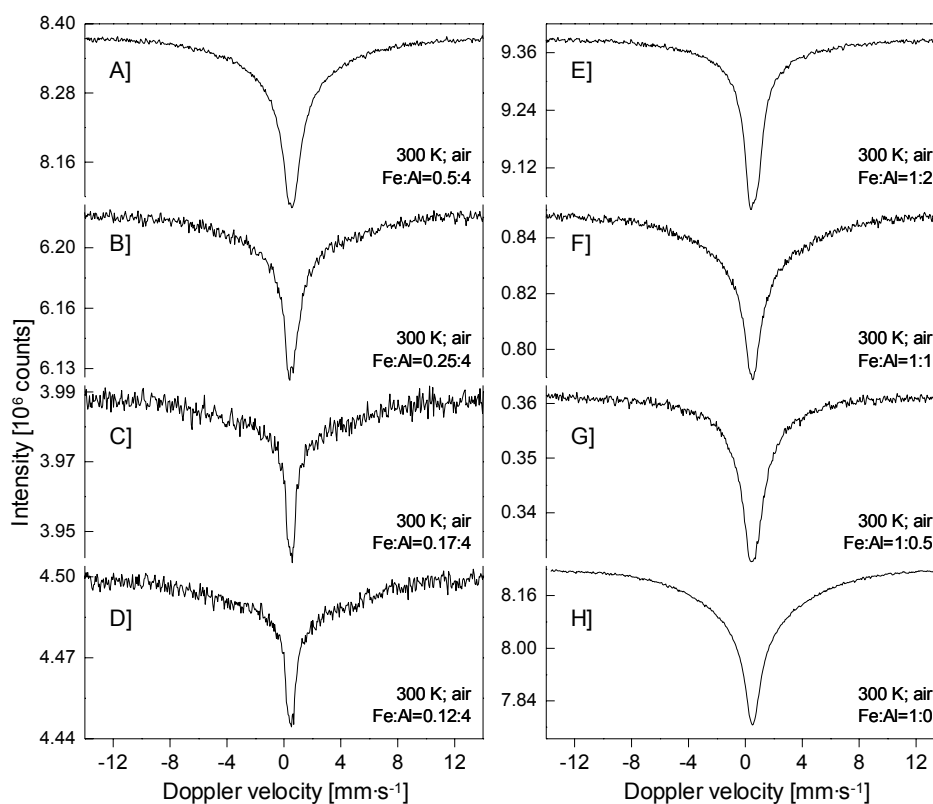 Intensity [10⁶ counts]
8.40
8.28
8.16
A]
300 K; air
Fe:Al=0.5:4
6.20
6.16
6.13
B]
300 K; air
Fe:Al=0.25:4
3.99
3.97
3.95
C]
300 K; air
Fe:Al=0.17:4
4.50
4.47
4.44
D]
300 K; air
Fe:Al=0.12:4
-12 -8 -4 0 4 8 12
Doppler velocity [mm·s⁻¹]
9.36
9.24
9.12
E]
300 K; air
Fe:Al=1:2
0.84
0.82
0.80
F]
300 K; air
Fe:Al=1:1
0.36
0.35
0.34
G]
300 K; air
Fe:Al=1:0.5
8.16
8.00
7.84
H]
300 K; air
Fe:Al=1:0
-12 -8 -4 0 4 8 12
Doppler velocity [mm·s⁻¹]